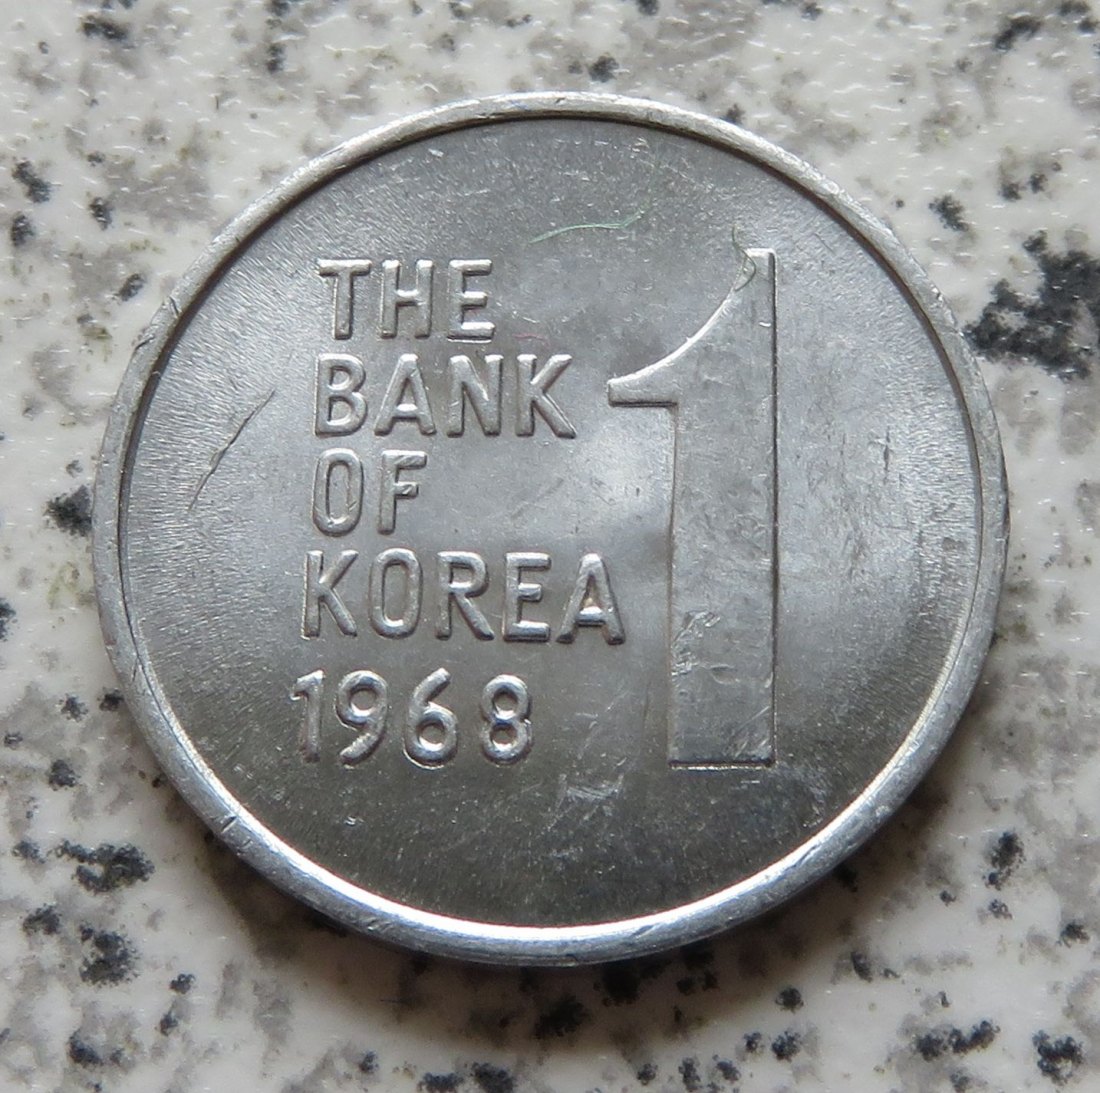 THE
BANK
OF
KOREA
1968
1